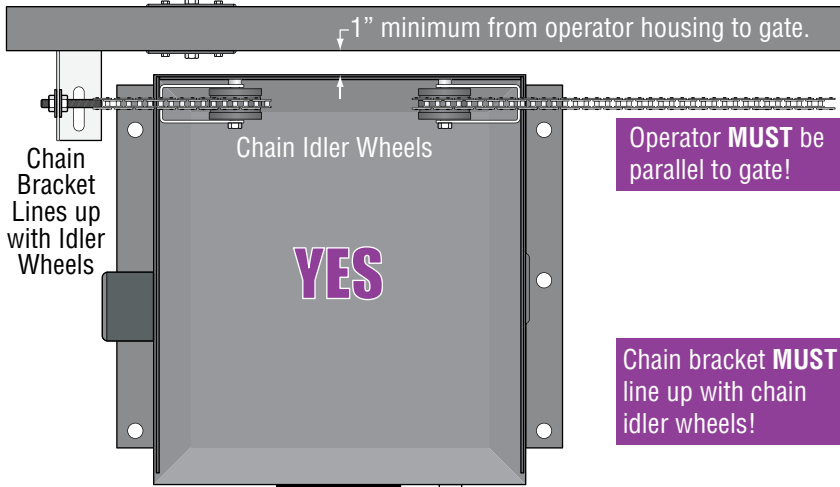 1” minimum from operator housing to gate.
Chain Idler Wheels
Chain
Bracket
Lines up
with Idler
Wheels
YES
Operator MUST be
parallel to gate!
Chain bracket MUST
line up with chain
idler wheels!